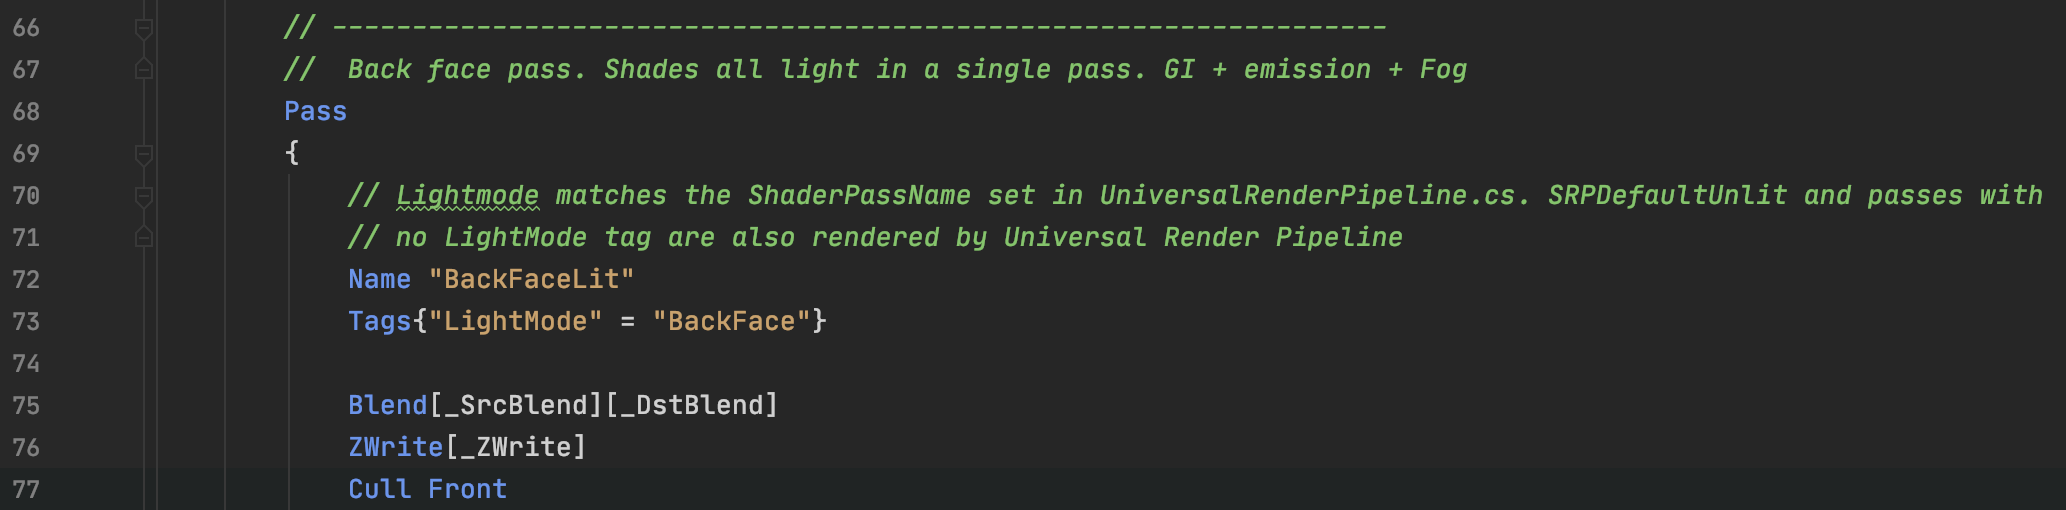 66 // ------------------------------------------------------------------
67 //  Back face pass. Shades all light in a single pass. GI + emission + Fog
68 Pass
69 {
70 // Lightmode matches the ShaderPassName set in UniversalRenderPipeline.cs. SRPDefaultUnlit and passes with
71 // no LightMode tag are also rendered by Universal Render Pipeline
72 Name "BackFaceLit"
73 Tags{"LightMode" = "BackFace"}
74
75 Blend[_SrcBlend][_DstBlend]
76 ZWrite[_ZWrite]
77 Cull Front